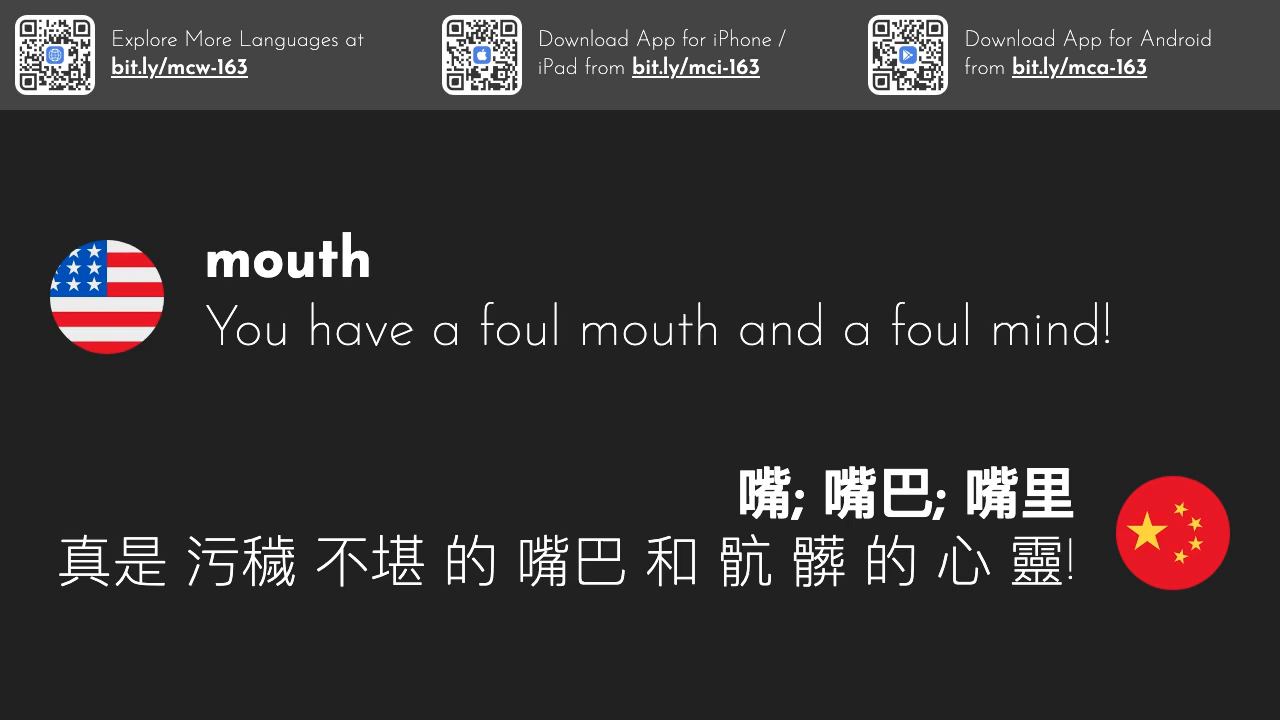 Explore More Languages at
bit.ly/mcw-163
Download App for iPhone /
iPad from bit.ly/mci-163
Download App for Android
from bit.ly/mca-163
mouth
You have a foul mouth and a foul mind!
嘴; 嘴巴; 嘴里
真是 污穢 不堪 的 嘴巴 和 骯 髒 的 心 靈!